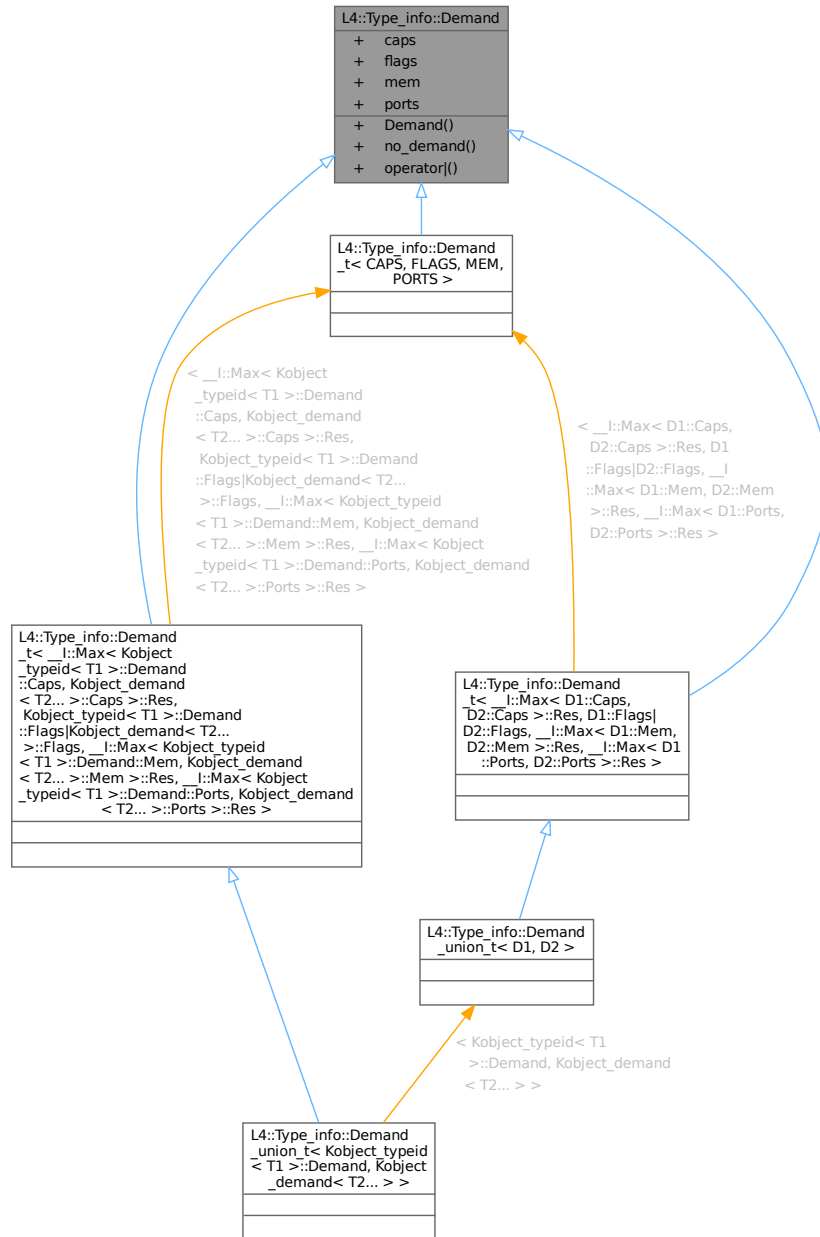 L4::Type_info::Demand
+ caps
+ flags
+ mem
+ ports
+ Demand()
+ no_demand()
+ operator|()
L4::Type_info::Demand
_t< CAPS, FLAGS, MEM,
PORTS >
< __I::Max< Kobject
_typeid< T1 >::Demand
::Caps, Kobject_demand
< T2... >::Caps >::Res,
Kobject_typeid< T1 >::Demand
::Flags|Kobject_demand< T2...
>::Flags, __I::Max< Kobject_typeid
< T1 >::Demand::Mem, Kobject_demand
< T2... >::Mem >::Res, __I::Max< Kobject
_typeid< T1 >::Demand::Ports, Kobject_demand
< T2... >::Ports >::Res >
< __I::Max< D1::Caps,
D2::Caps >::Res, D1
::Flags|D2::Flags, __I
::Max< D1::Mem, D2::Mem
>::Res, __I::Max< D1::Ports,
D2::Ports >::Res >
L4::Type_info::Demand
_t< __I::Max< Kobject
_typeid< T1 >::Demand
::Caps, Kobject_demand
< T2... >::Caps >::Res,
Kobject_typeid< T1 >::Demand
::Flags|Kobject_demand< T2...
>::Flags, __I::Max< Kobject_typeid
< T1 >::Demand::Mem, Kobject_demand
< T2... >::Mem >::Res, __I::Max< Kobject
_typeid< T1 >::Demand::Ports, Kobject_demand
< T2... >::Ports >::Res >
L4::Type_info::Demand
_t< __I::Max< D1::Caps,
D2::Caps >::Res, D1::Flags|
D2::Flags, __I::Max< D1::Mem,
D2::Mem >::Res, __I::Max< D1
::Ports, D2::Ports >::Res >
L4::Type_info::Demand
_union_t< D1, D2 >
< Kobject_typeid< T1
>::Demand, Kobject_demand
< T2... > >
L4::Type_info::Demand
_union_t< Kobject_typeid
< T1 >::Demand, Kobject
_demand< T2... > >